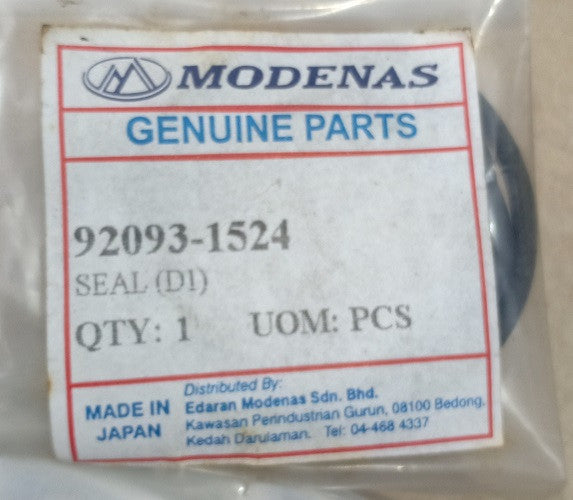 MODENAS
GENUINE PARTS
92093-1524
SEAL (D1)
QTY: 1 UOM: PCS
MADE IN
JAPAN
Distributed By:
Edaran Modenas Sdn. Bhd.
Kawasan Perindustrian Gurun, 08100 Bedong,
Kedah Darulaman. Tel: 04-468 4337